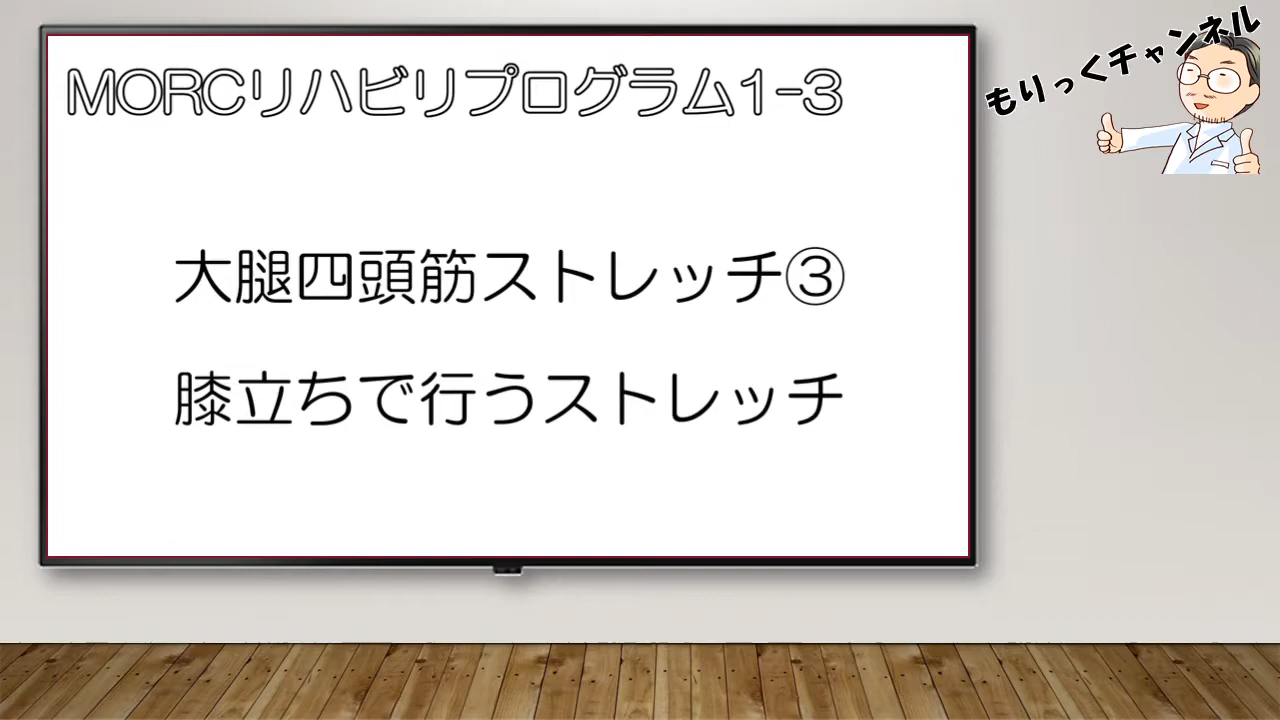 MORCリハビリプログラム1-3
もりっくチャンネル
大腿四頭筋ストレッチ③
膝立ちで行うストレッチ